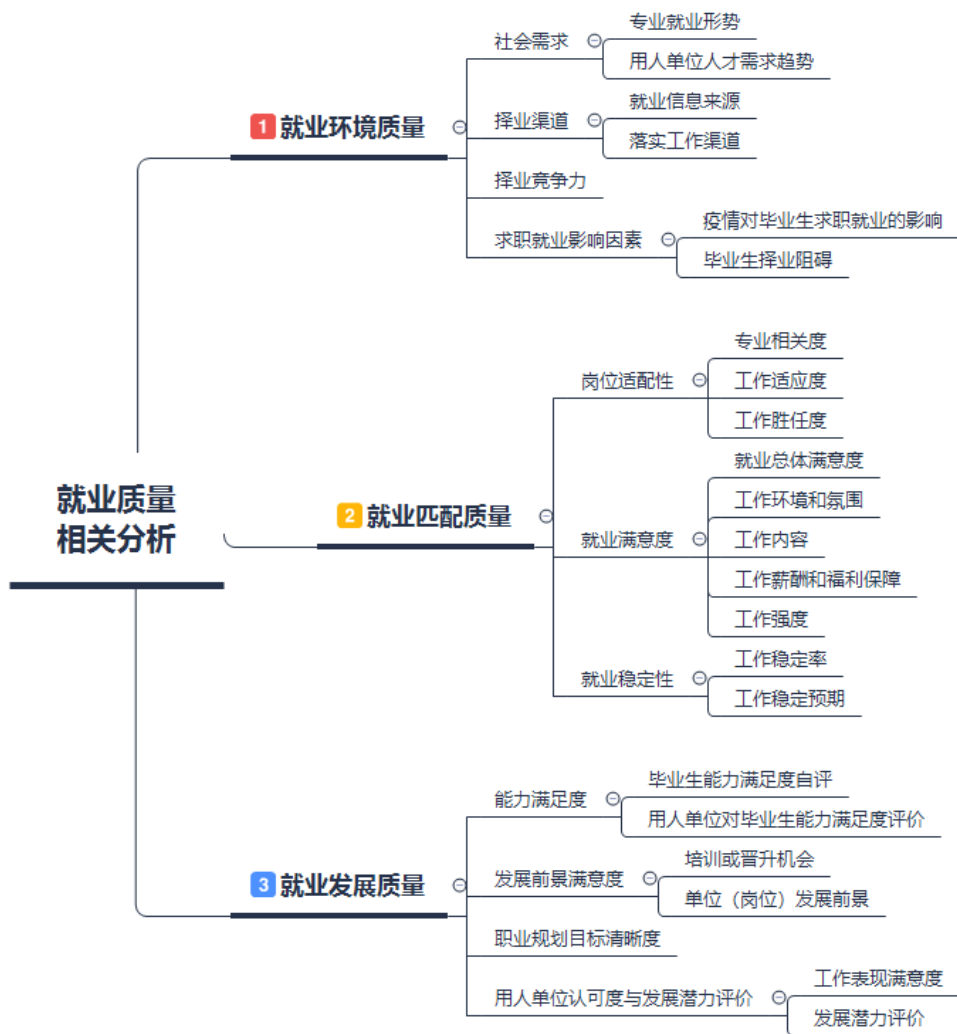 就业质量
相关分析
1 就业环境质量
社会需求
专业就业形势
用人单位人才需求趋势
择业渠道
就业信息来源
落实工作渠道
择业竞争力
求职就业影响因素
疫情对毕业生求职就业的影响
毕业生择业阻碍
2 就业匹配质量
岗位适配性
专业相关度
工作适应度
工作胜任度
就业满意度
就业总体满意度
工作环境和氛围
工作内容
工作薪酬和福利保障
工作强度
就业稳定性
工作稳定率
工作稳定预期
3 就业发展质量
能力满足度
毕业生能力满足度自评
用人单位对毕业生能力满足度评价
发展前景满意度
培训或晋升机会
单位（岗位）发展前景
职业规划目标清晰度
用人单位认可度与发展潜力评价
工作表现满意度
发展潜力评价